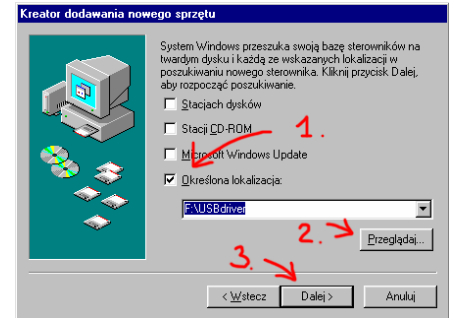 Kreator dodawania nowego sprzętu
System Windows przeszuka swoją bazę sterowników na
twardym dysku i każdą ze wskazanych lokalizacji w
poszukiwaniu nowego sterownika. Kliknij przycisk Dalej,
aby rozpocząć poszukiwanie.
Stacjach dysków
Stacji CD-ROM
1.
Microsoft Windows Update
Określona lokalizacja:
F:\USBdriver
2.
Przeglądaj...
3.
< Wstecz Dalej > Anuluj